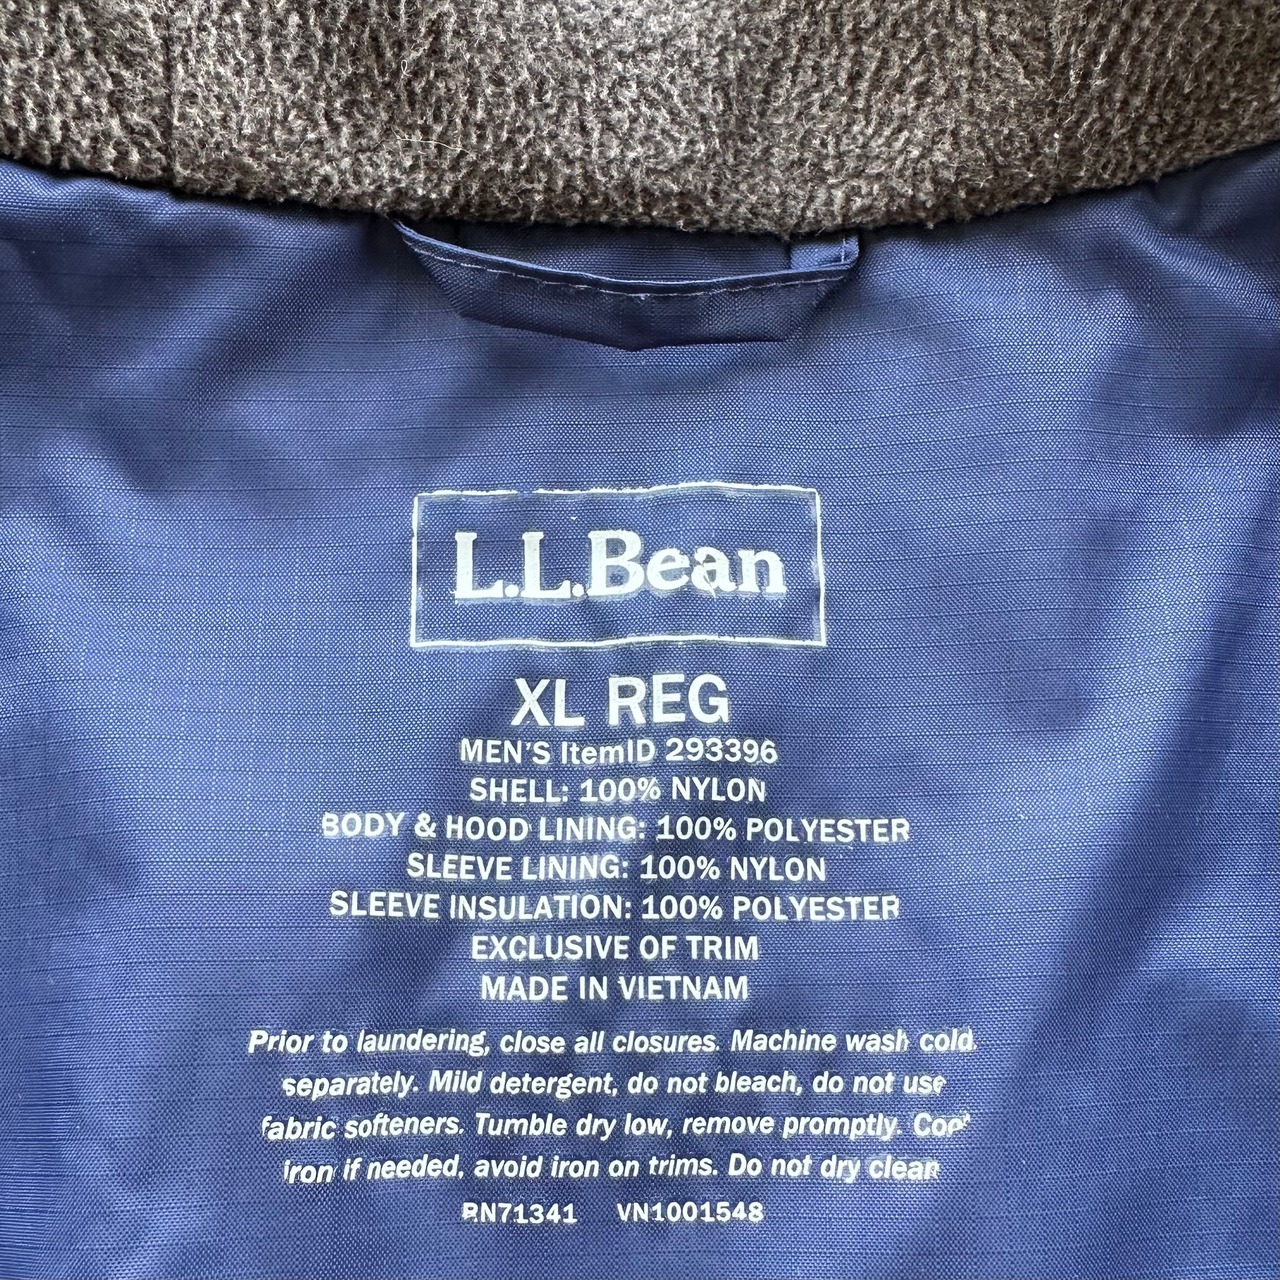 L.L.Bean
XL REG
MEN'S ItemID 293396
SHELL: 100% NYLON
BODY & HOOD LINING: 100% POLYESTER
SLEEVE LINING: 100% NYLON
SLEEVE INSULATION: 100% POLYESTER
EXCLUSIVE OF TRIM
MADE IN VIETNAM
Prior to laundering, close all closures. Machine wash cold.
separately. Mild detergent, do not bleach, do not use
fabric softeners. Tumble dry low, remove promptly. Cool
iron if needed, avoid iron on trims. Do not dry clean
RN71341 VN1001548